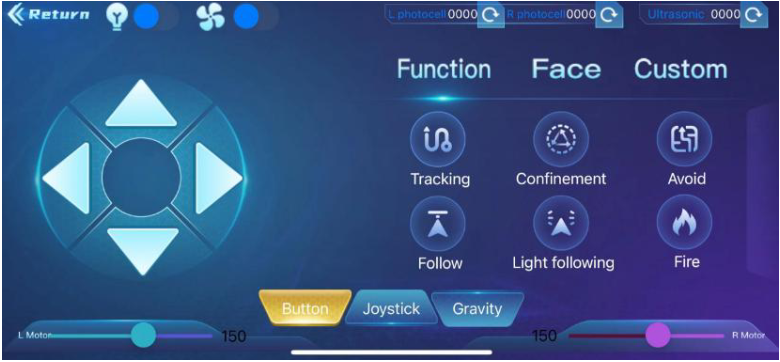 Return
L photocell 0000 R photocell 0000 Ultrasonic 0000
Function Face Custom
Tracking Confinement Avoid
Follow Light following Fire
Button Joystick Gravity
L Motor 150 150 R Motor